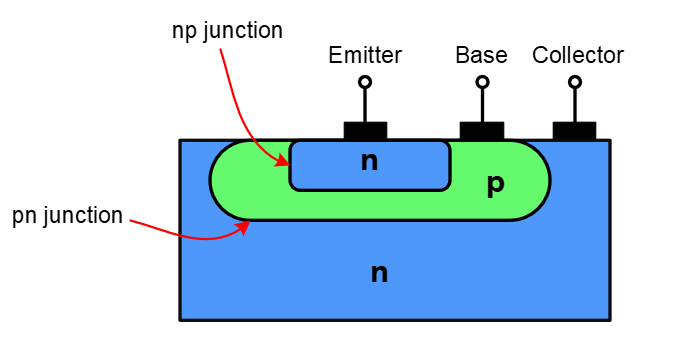 np junction
Emitter
Base
Collector
n
p
pn junction
n